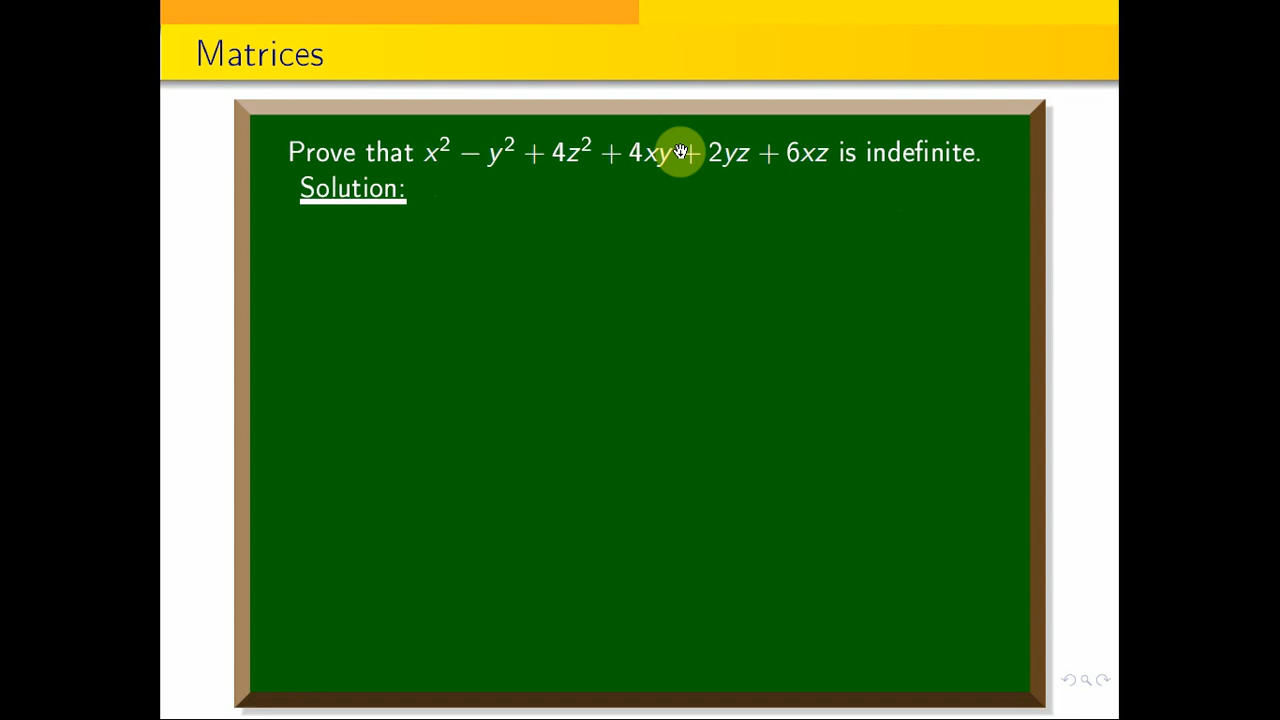 Matrices
Prove that x² − y² + 4z² + 4xy + 2yz + 6xz is indefinite.
Solution: